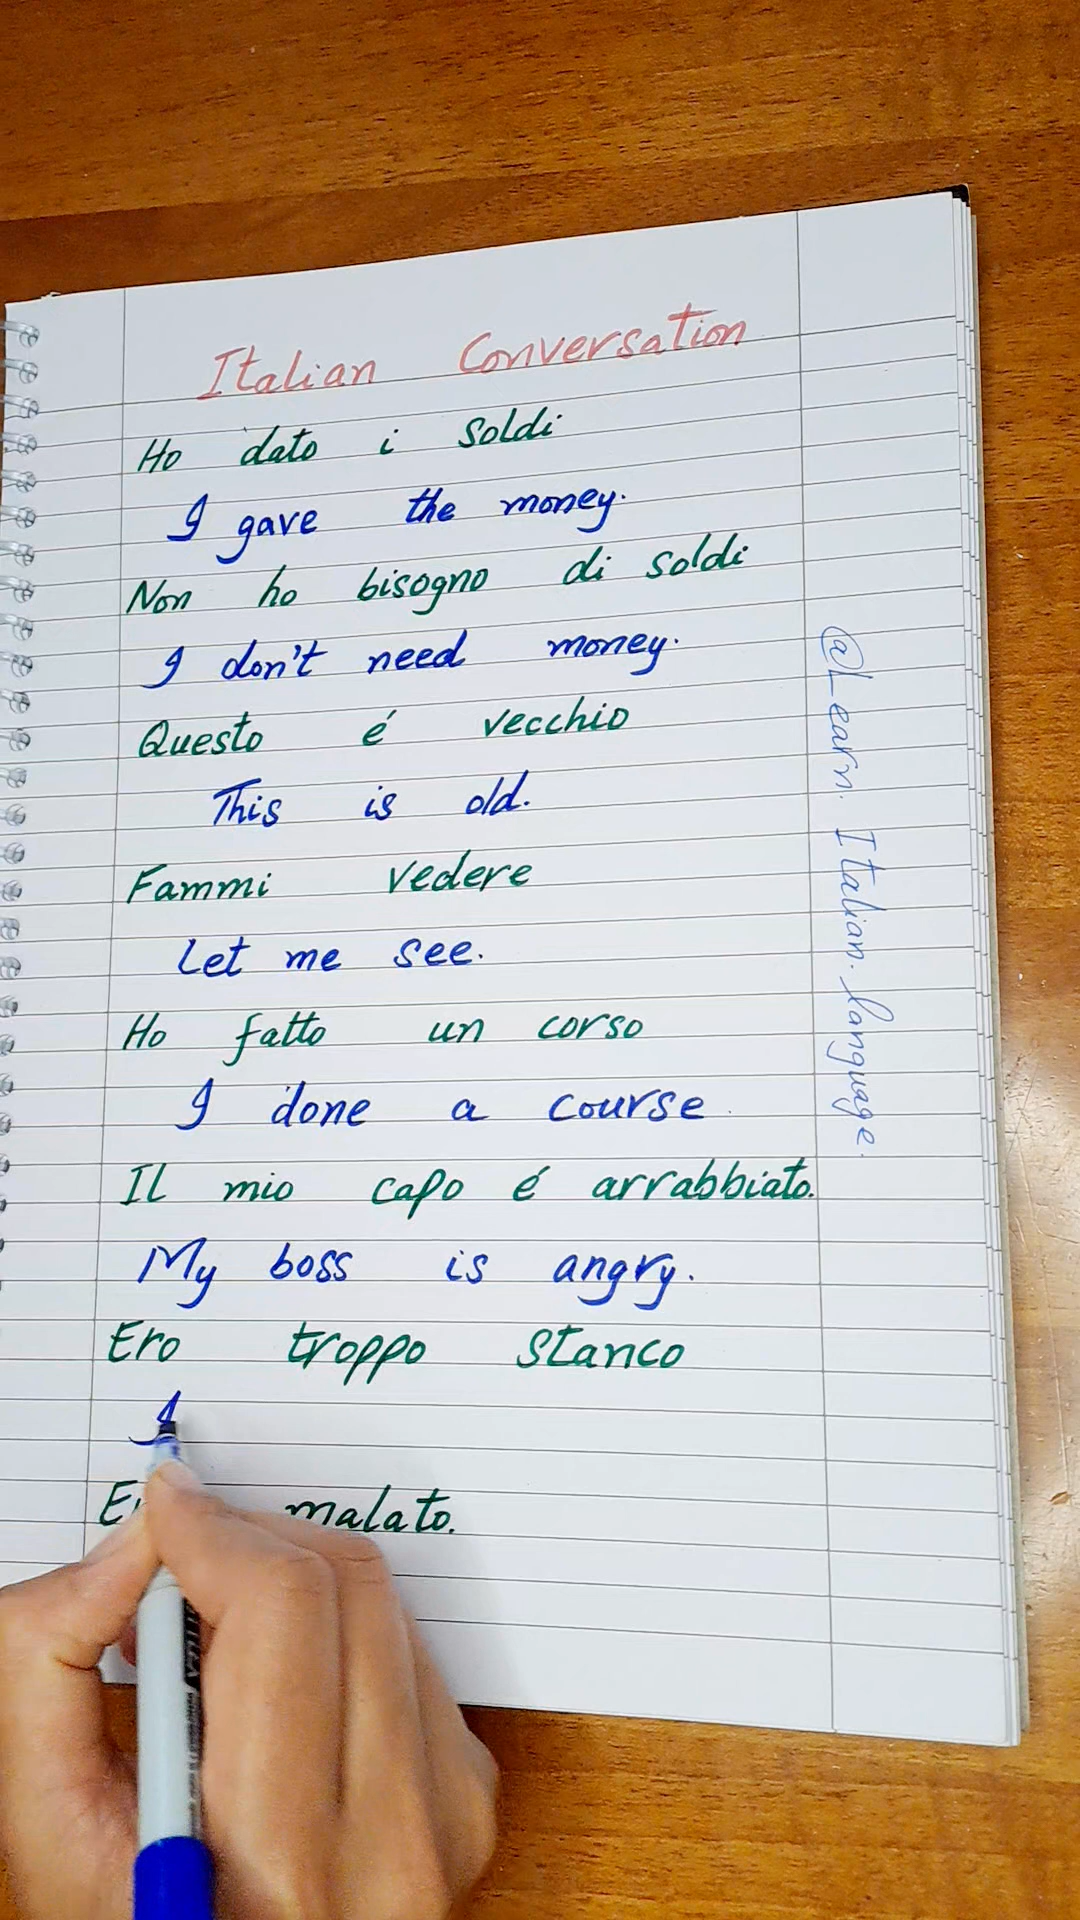 Italian Conversation
Ho dato i soldi
I gave the money.
Non ho bisogno di soldi
I don't need money.
Questo é vecchio
This is old.
Fammi vedere
Let me see.
Ho fatto un corso
I done a course
Il mio capo é arrabbiato.
My boss is angry.
Ero troppo stanco
I
malato.
@Learn.Italian.language.